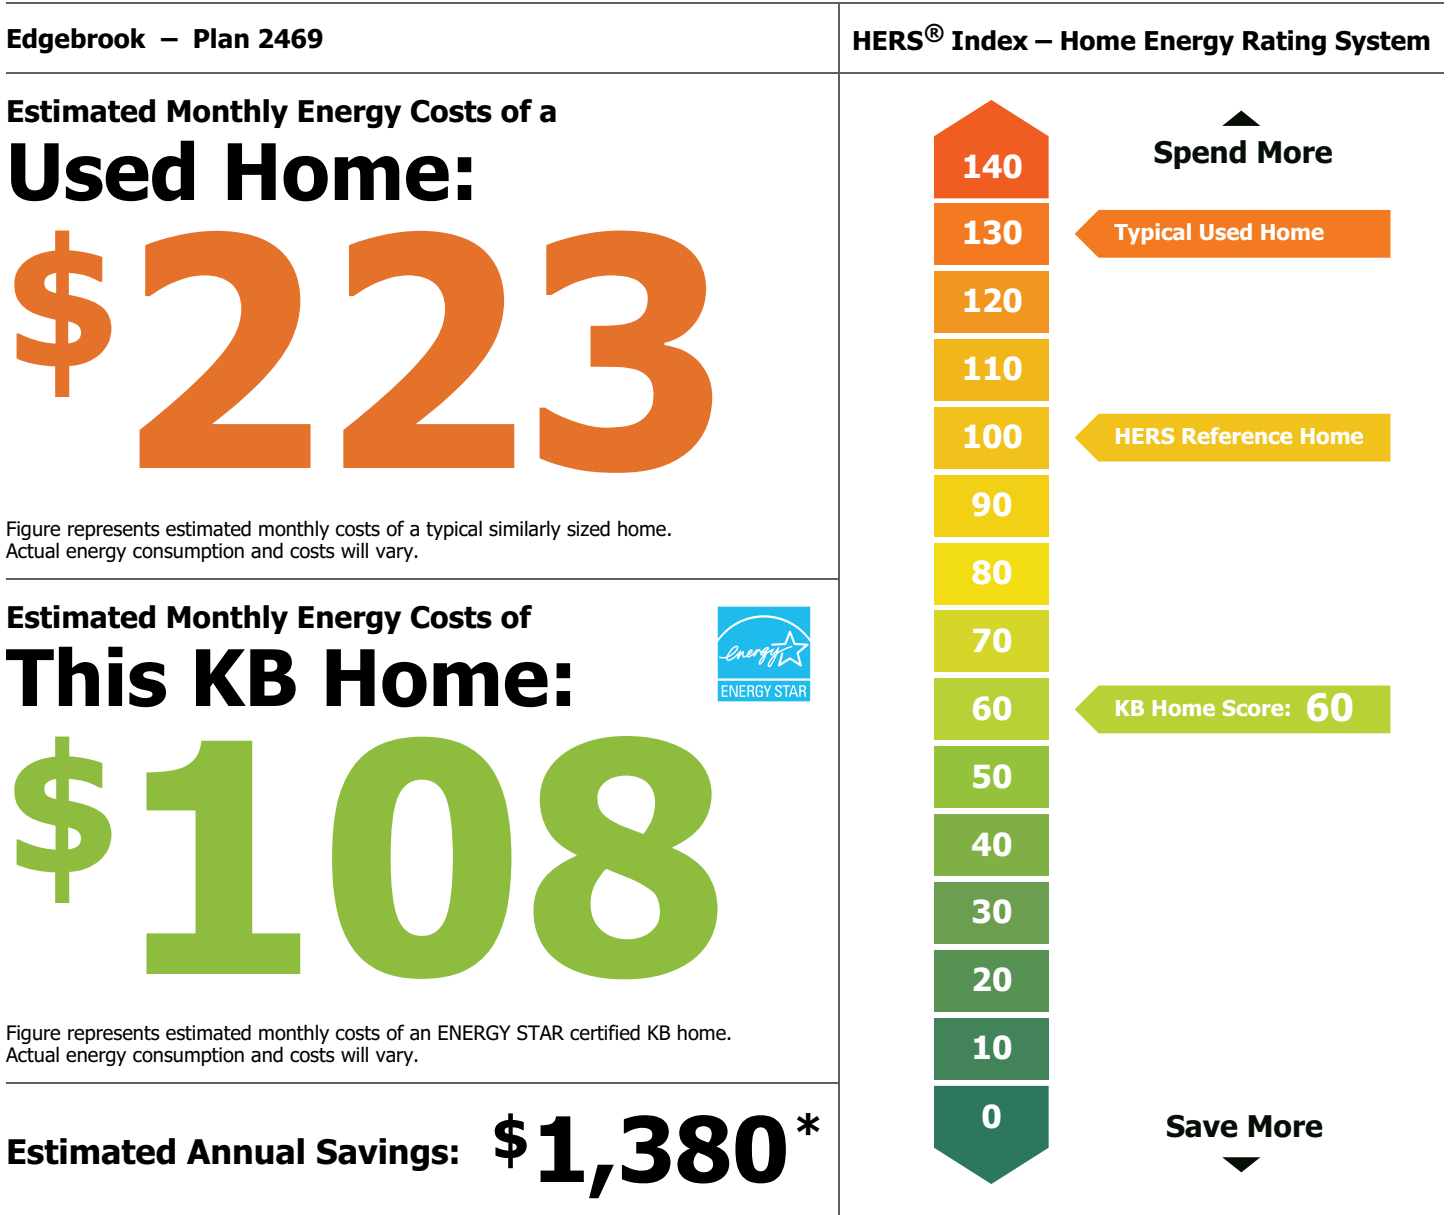 Edgebrook – Plan 2469
Estimated Monthly Energy Costs of a
Used Home:
$223
Figure represents estimated monthly costs of a typical similarly sized home.
Actual energy consumption and costs will vary.
Estimated Monthly Energy Costs of
This KB Home:
energy
ENERGY STAR
$108
Figure represents estimated monthly costs of an ENERGY STAR certified KB home.
Actual energy consumption and costs will vary.
Estimated Annual Savings: $1,380*
HERS® Index – Home Energy Rating System
Spend More
140
130 Typical Used Home
120
110
100 HERS Reference Home
90
80
70
60 KB Home Score: 60
50
40
30
20
10
0
Save More